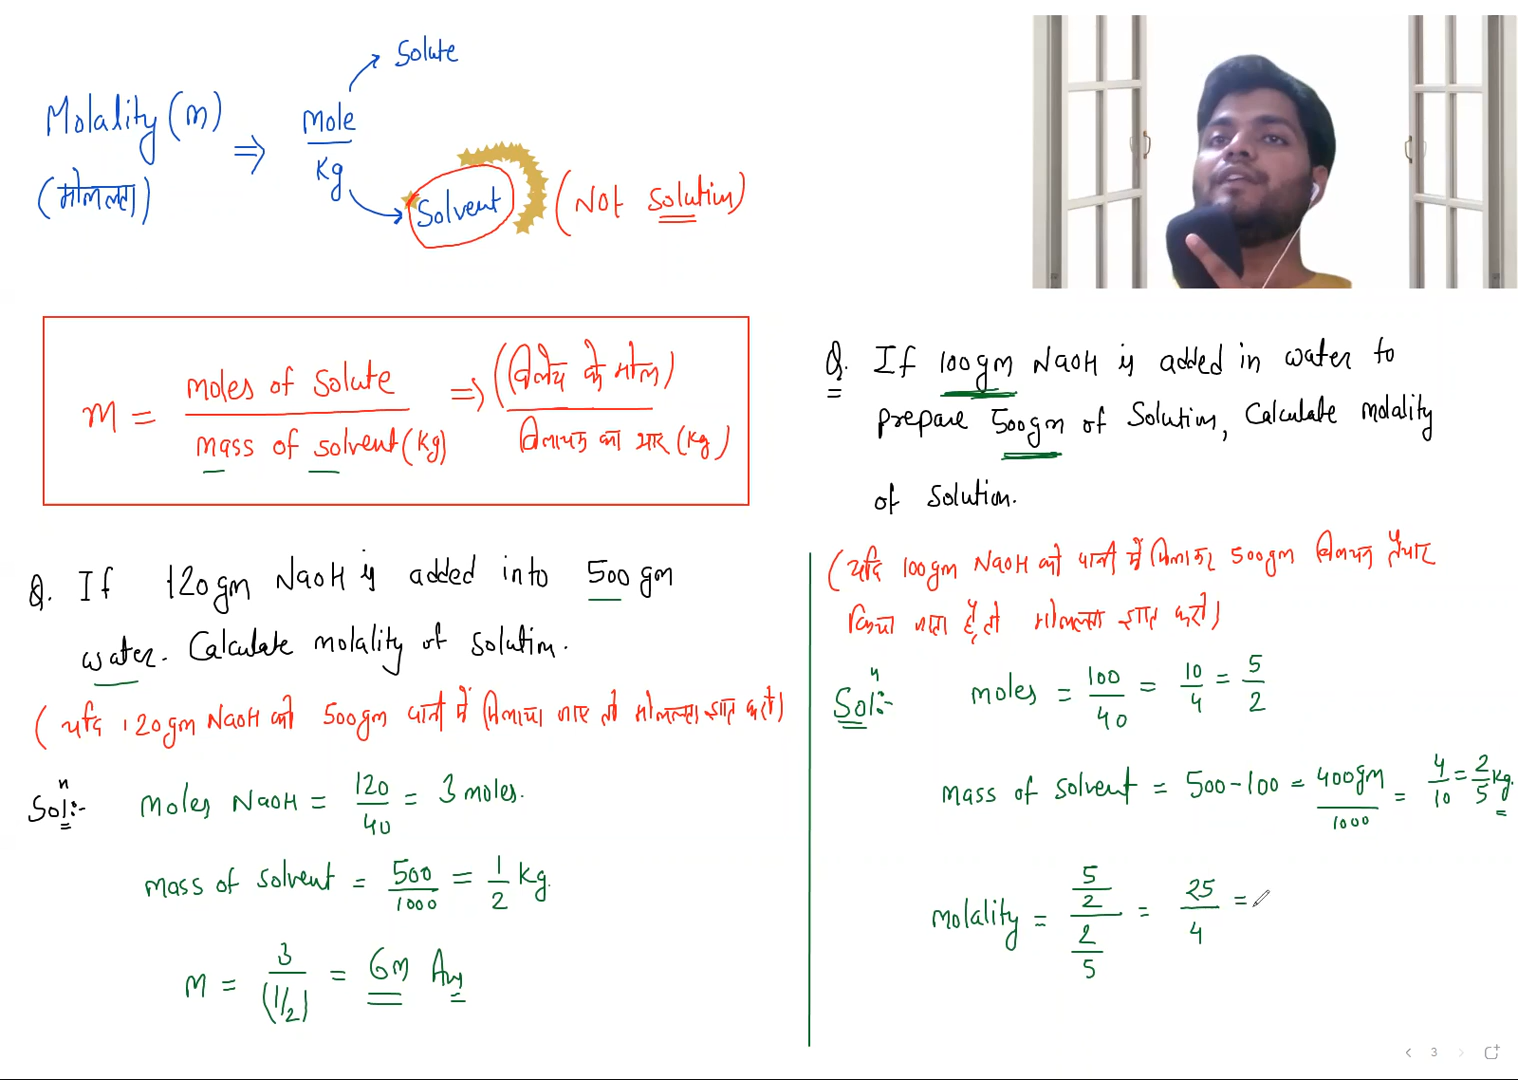 Solute
Molality (m) ⇒ mole/Kg
(मोललता)
Solvent (Not Solution)
m = moles of Solute / mass of solvent (Kg) ⇒ (विलेय के मोल) / विलायक का भार (Kg)
Q. If 120gm NaOH is added into 500 gm
water. Calculate molality of solution.
(यदि 120gm NaOH को 500gm पानी में मिलाया जाए तो मोललता ज्ञात करो)
Solⁿ:- moles NaOH = 120/40 = 3 moles.
mass of solvent = 500/1000 = 1/2 Kg.
m = 3/(1/2) = 6m Ans
Q. If 100gm NaOH is added in water to
prepare 500gm of Solution, Calculate molality
of solution.
(यदि 100gm NaOH को पानी में मिलाकर 500gm विलयन तैयार
किया जाता है, तो मोललता ज्ञात करो)
Solⁿ:- moles = 100/40 = 10/4 = 5/2
mass of solvent = 500-100 = 400gm/1000 = 4/10 = 2/5 Kg.
molality = (5/2)/(2/5) = 25/4 =
3